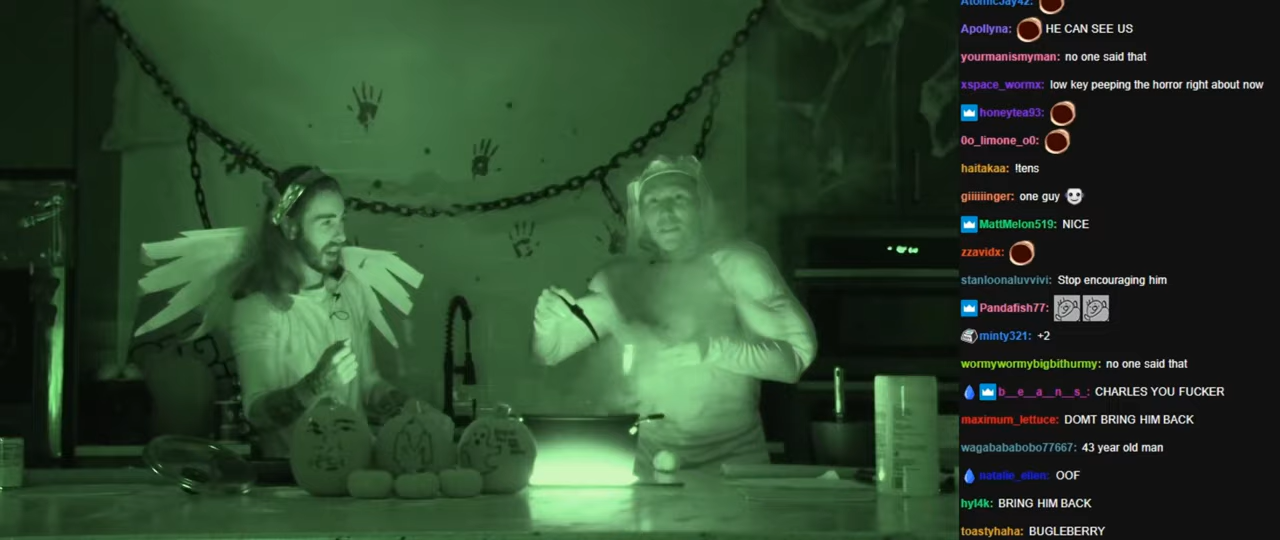 AtomicJay42:
Apollyna: HE CAN SEE US
yourmanismyman: no one said that
xspace_wormx: low key peeping the horror right about now
honeytea93:
0o_limone_o0:
haitakaa: !tens
giiiiiinger: one guy
MattMelon519: NICE
zzavidx:
stanloonaluvvivi: Stop encouraging him
Pandafish77:
minty321: +2
wormywormybigbithurmy: no one said that
b__e__a__n__s_: CHARLES YOU FUCKER
maximum_lettuce: DOMT BRING HIM BACK
wagabababobo77667: 43 year old man
natalie_ellen: OOF
hyl4k: BRING HIM BACK
toastyhaha: BUGLEBERRY